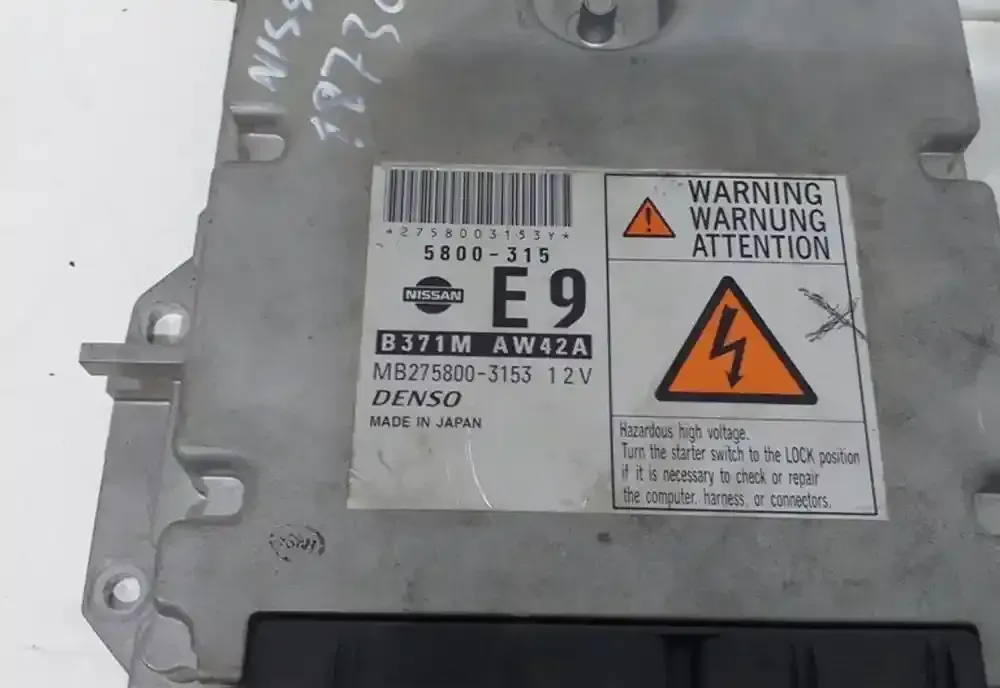 NISS
*2758003153Y*
5800-315
NISSAN
E9
B371M AW42A
MB275800-3153 12V
DENSO
MADE IN JAPAN
WARNING
WARNUNG
ATTENTION
Hazardous high voltage.
Turn the starter switch to the LOCK position
if it is necessary to check or repair
the computer, harness, or connectors.